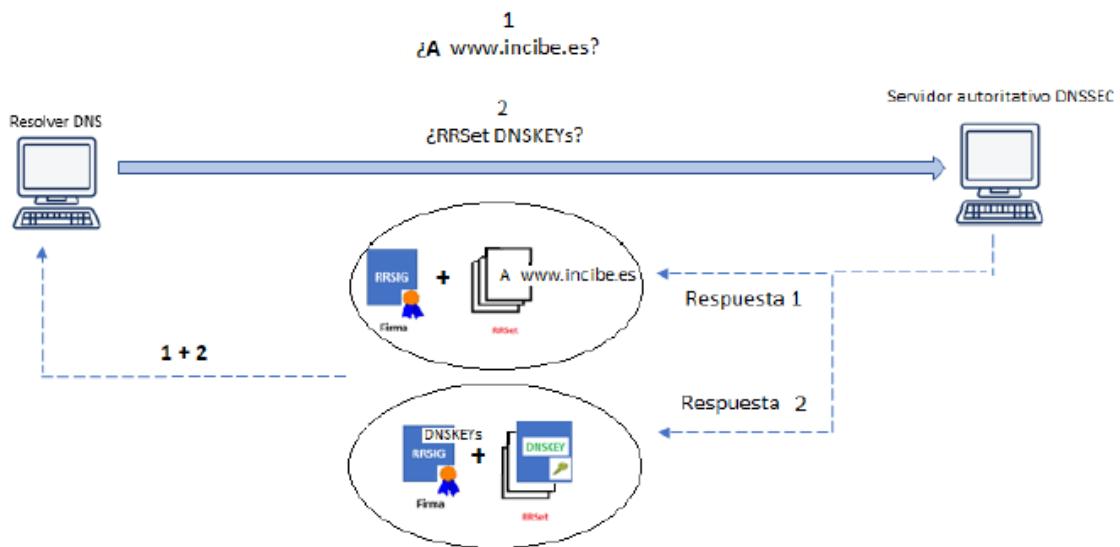 1
¿A www.incibe.es?
Servidor autoritativo DNSSEC
Resolver DNS
2
¿RRSet DNSKEYs?
RRSIG
+
A www.incibe.es
Firma
RRSet
Respuesta 1
1 + 2
Respuesta 2
DNSKEYs
RRSIG
+
DNSKEY
Firma
RRSet